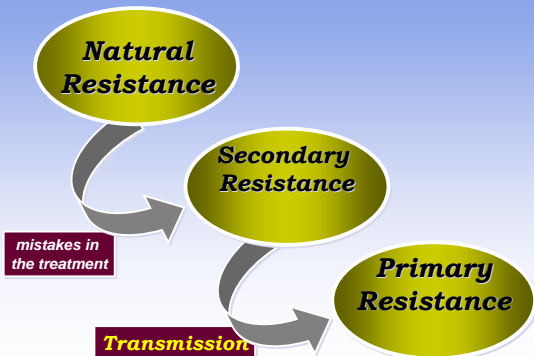 Natural
Resistance
Secondary
Resistance
mistakes in
the treatment
Primary
Resistance
Transmission